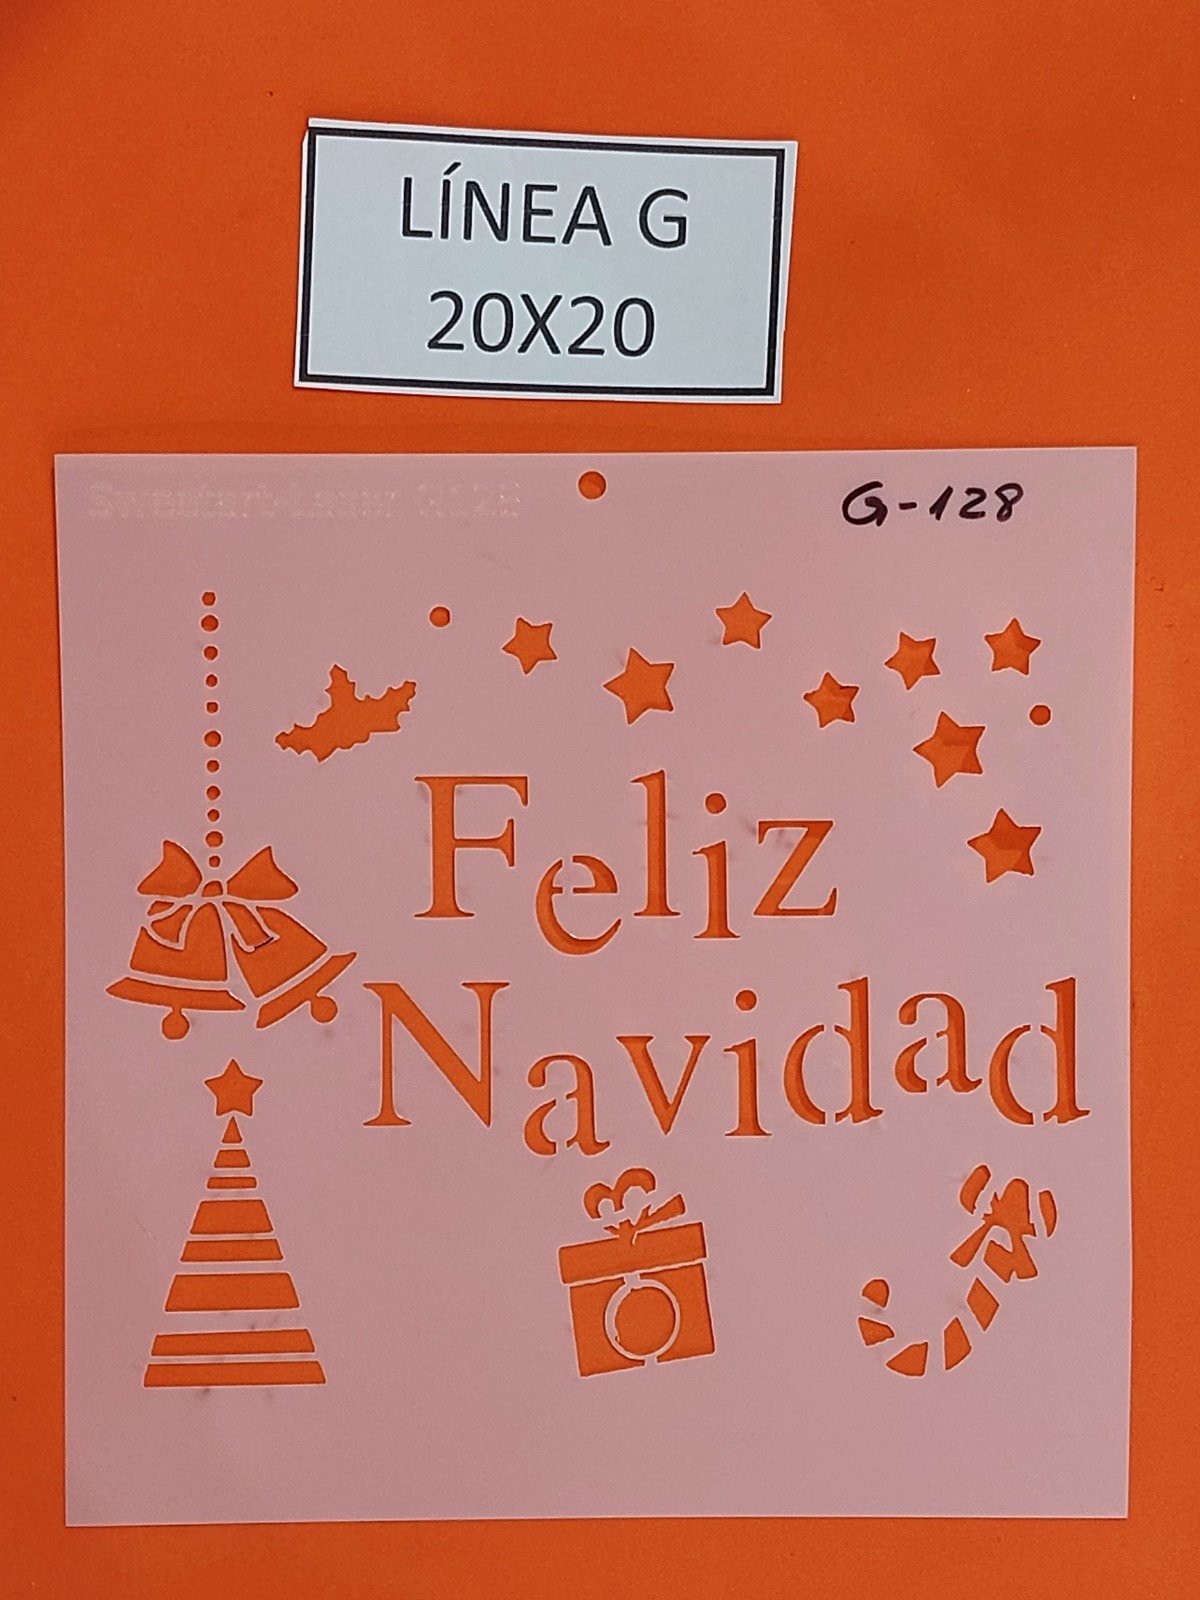 LÍNEA G
20X20
G-128
Feliz
Navidad